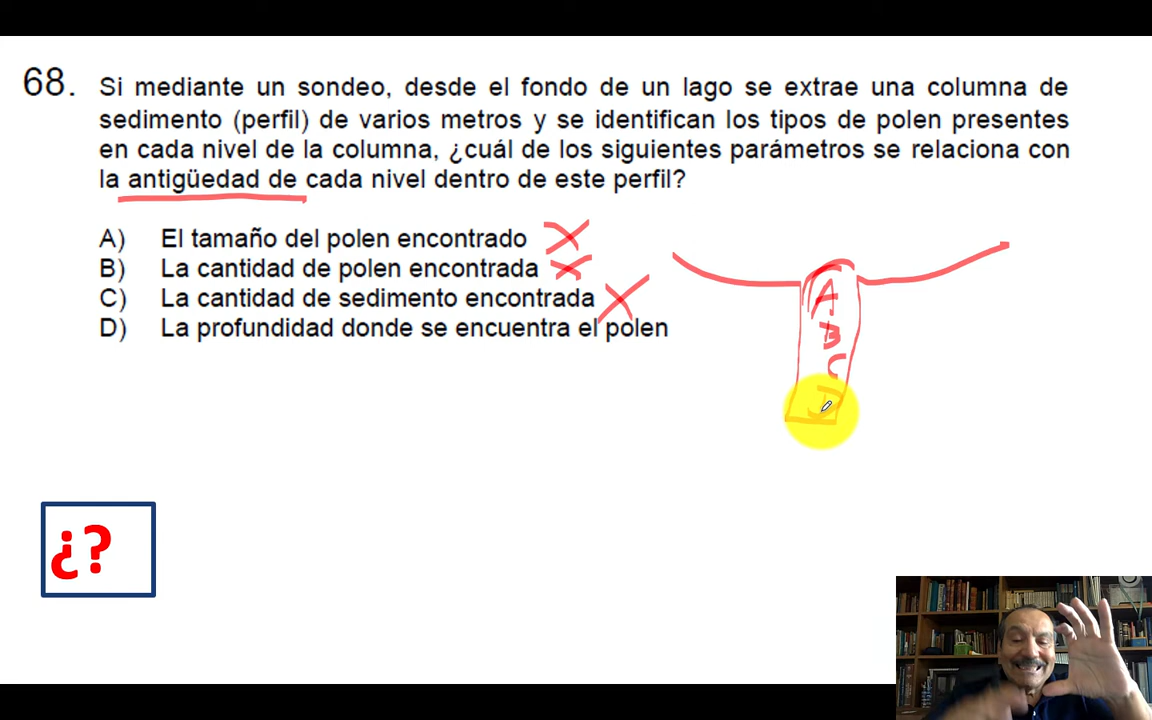 68. Si mediante un sondeo, desde el fondo de un lago se extrae una columna de
sedimento (perfil) de varios metros y se identifican los tipos de polen presentes
en cada nivel de la columna, ¿cuál de los siguientes parámetros se relaciona con
la antigüedad de cada nivel dentro de este perfil?
A) El tamaño del polen encontrado
B) La cantidad de polen encontrada
C) La cantidad de sedimento encontrada
D) La profundidad donde se encuentra el polen
A
B
C
D
¿?